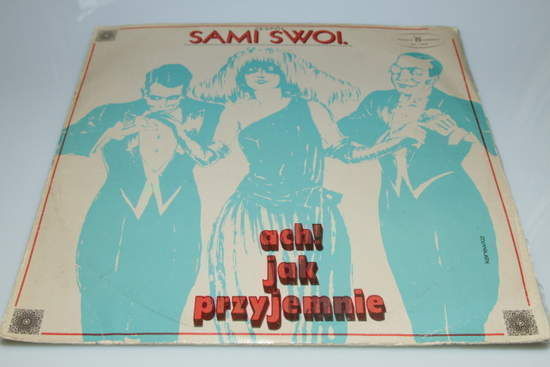 SAMI SWOI.
ach!
jak
przyjemnie